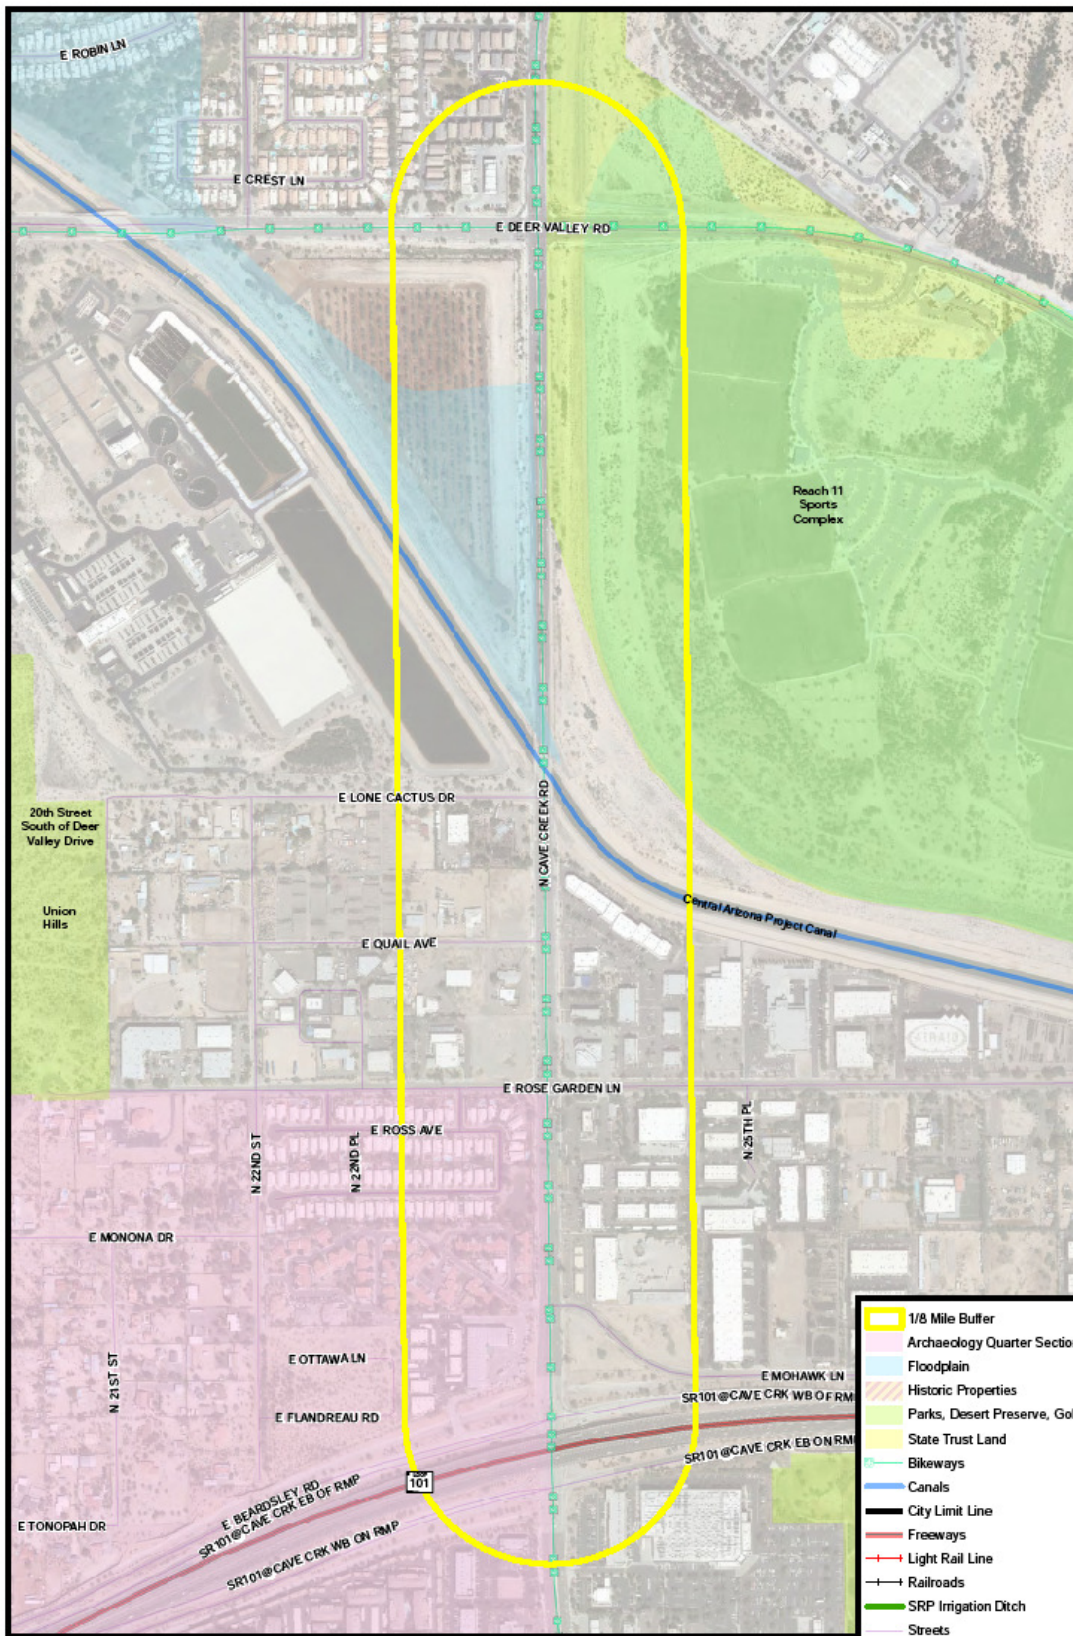 E ROBIN LN
E CREST LN
E DEER VALLEY RD
Reach 11
Sports
Complex
E LONE CACTUS DR
N CAVE CREEK RD
20th Street
South of Deer
Valley Drive
Union
Hills
Central Arizona Project Canal
E QUAIL AVE
E ROSE GARDEN LN
E ROSS AVE
N 22ND ST
N 22ND PL
N 25TH PL
E MONONA DR
N 21ST ST
E OTTAWA LN
E FLANDREAU RD
E MOHAWK LN
SR101@CAVE CRK WB OF RM
SR101@CAVE CRK EB ON RM
101
E BEARDSLEY RD
SR101@CAVE CRK EB OF RMP
SR101@CAVE CRK WB ON RMP
E TONOPAH DR
1/8 Mile Buffer
Archaeology Quarter Sectio
Floodplain
Historic Properties
Parks, Desert Preserve, Go
State Trust Land
Bikeways
Canals
City Limit Line
Freeways
Light Rail Line
Railroads
SRP Irrigation Ditch
Streets